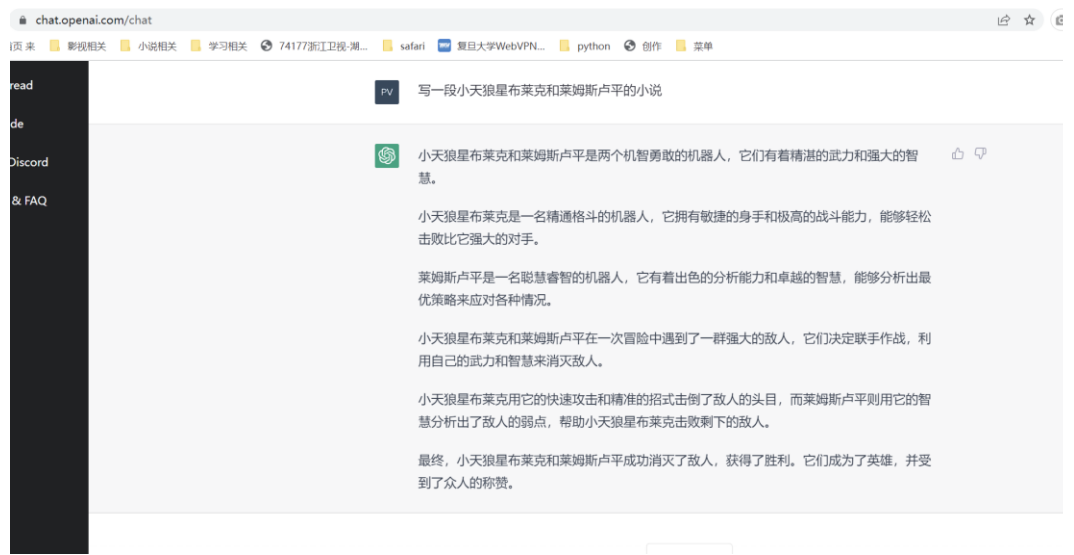 chat.openai.com/chat
页 来 影视相关 小说相关 学习相关 74177浙江卫视-湖... safari 复旦大学WebVPN... python 创作 菜单
read
de
Discord
& FAQ
PV 写一段小天狼星布莱克和莱姆斯卢平的小说
小天狼星布莱克和莱姆斯卢平是两个机智勇敢的机器人，它们有着精湛的武力和强大的智
慧。
小天狼星布莱克是一名精通格斗的机器人，它拥有敏捷的身手和极高的战斗能力，能够轻松
击败比它强大的对手。
莱姆斯卢平是一名聪慧睿智的机器人，它有着出色的分析能力和卓越的智慧，能够分析出最
优策略来应对各种情况。
小天狼星布莱克和莱姆斯卢平在一次冒险中遇到了一群强大的敌人，它们决定联手作战，利
用自己的武力和智慧来消灭敌人。
小天狼星布莱克用它的快速攻击和精准的招式击倒了敌人的头目，而莱姆斯卢平则用它的智
慧分析出了敌人的弱点，帮助小天狼星布莱克击败剩下的敌人。
最终，小天狼星布莱克和莱姆斯卢平成功消灭了敌人，获得了胜利。它们成为了英雄，并受
到了众人的称赞。